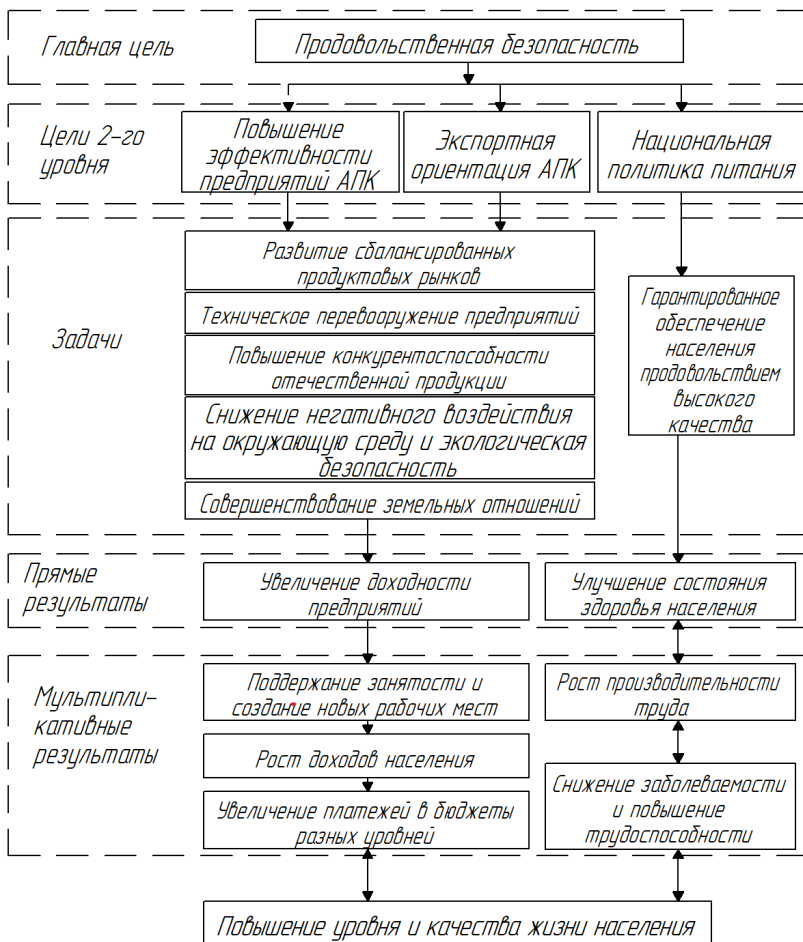 Главная цель
Продовольственная безопасность
Цели 2-го
уровня
Повышение
эффективности
предприятий АПК
Экспортная
ориентация АПК
Национальная
политика питания
Задачи
Развитие сбалансированных
продуктовых рынков
Техническое перевооружение предприятий
Повышение конкурентоспособности
отечественной продукции
Снижение негативного воздействия
на окружающую среду и экологическая
безопасность
Совершенствование земельных отношений
Гарантированное
обеспечение
населения
продовольствием
высокого
качества
Прямые
результаты
Увеличение доходности
предприятий
Улучшение состояния
здоровья населения
Мультипли-
кативные
результаты
Поддержание занятости и
создание новых рабочих мест
Рост доходов населения
Увеличение платежей в бюджеты
разных уровней
Рост производительности
труда
Снижение заболеваемости
и повышение
трудоспособности
Повышение уровня и качества жизни населения